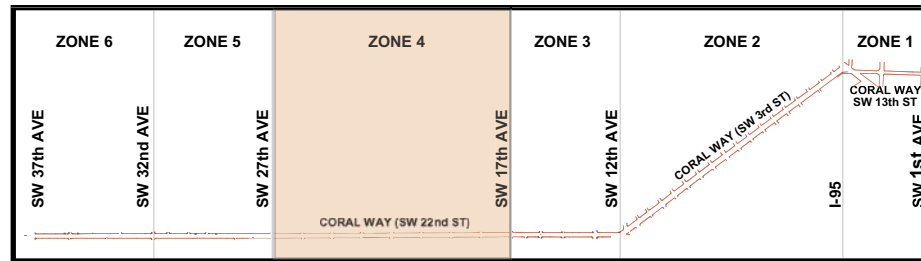 ZONE 6
ZONE 5
ZONE 4
ZONE 3
ZONE 2
ZONE 1
SW 37th AVE
SW 32nd AVE
SW 27th AVE
SW 17th AVE
SW 12th AVE
I-95
SW 1st AVE
CORAL WAY (SW 22nd ST)
CORAL WAY (SW 3rd ST)
CORAL WAY
SW 13th ST